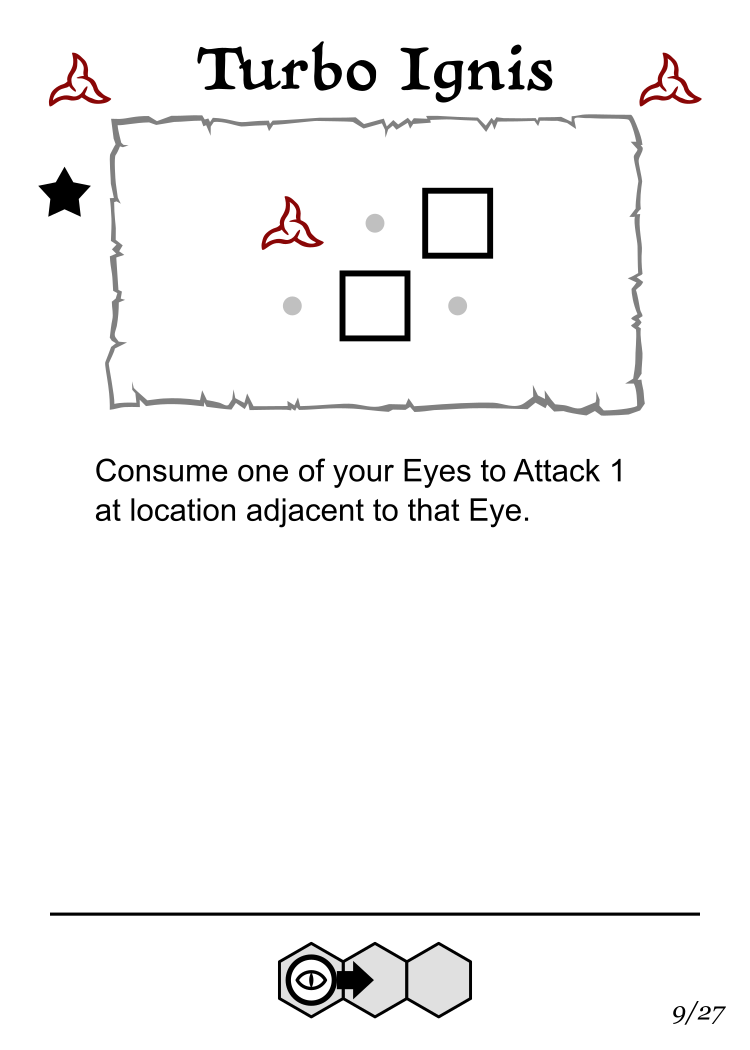 Turbo Ignis
Consume one of your Eyes to Attack 1
at location adjacent to that Eye.
9/27